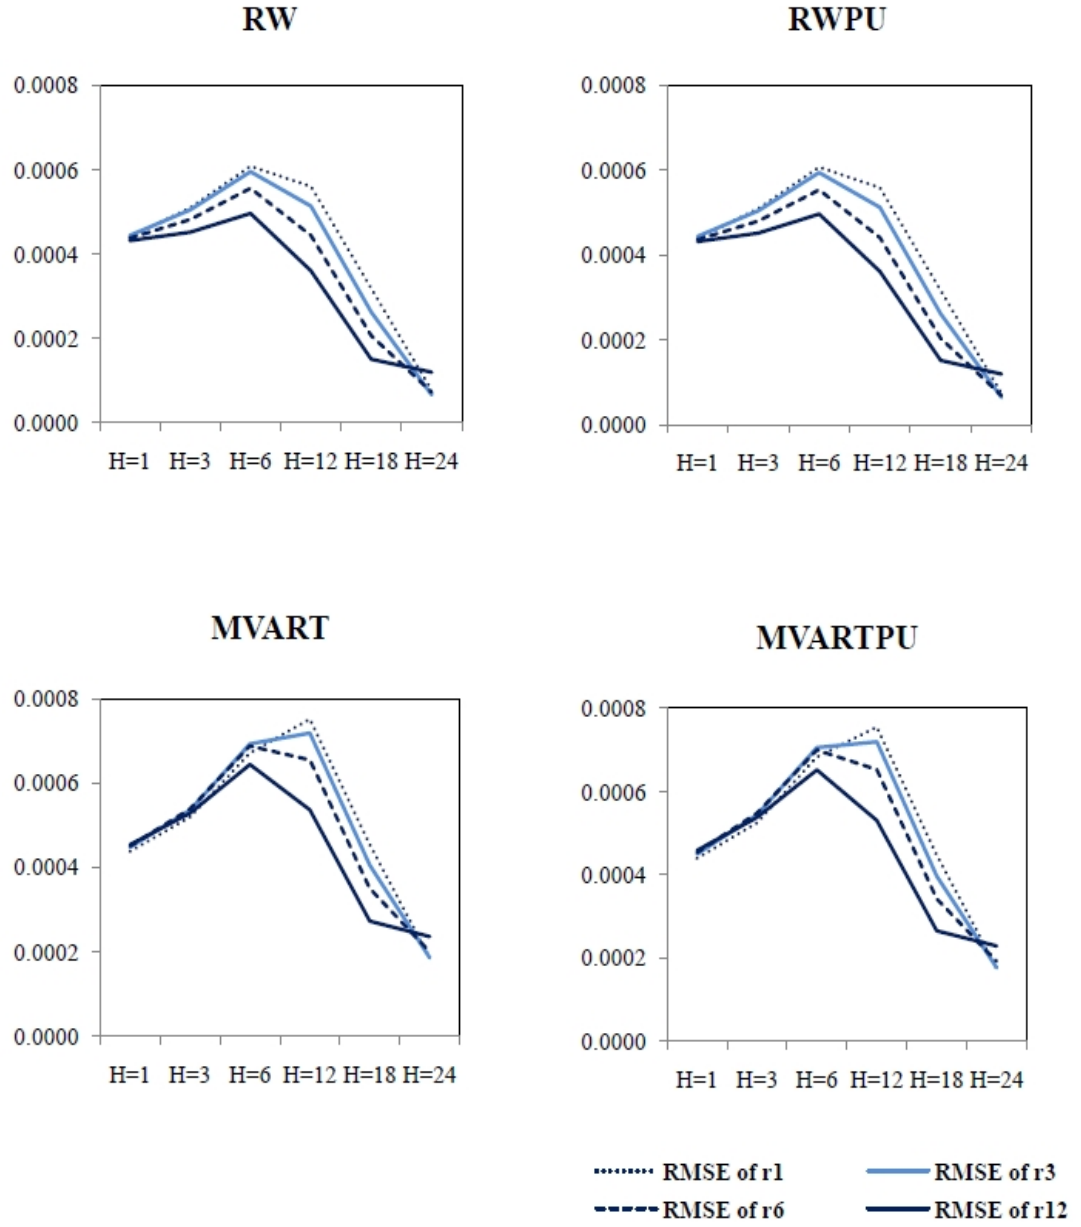 RW
0.0008
0.0006
0.0004
0.0002
0.0000
H=1 H=3 H=6 H=12 H=18 H=24
RWPU
0.0008
0.0006
0.0004
0.0002
0.0000
H=1 H=3 H=6 H=12 H=18 H=24
MVART
0.0008
0.0006
0.0004
0.0002
0.0000
H=1 H=3 H=6 H=12 H=18 H=24
MVARTPU
0.0008
0.0006
0.0004
0.0002
0.0000
H=1 H=3 H=6 H=12 H=18 H=24
RMSE of r1 RMSE of r3
RMSE of r6 RMSE of r12